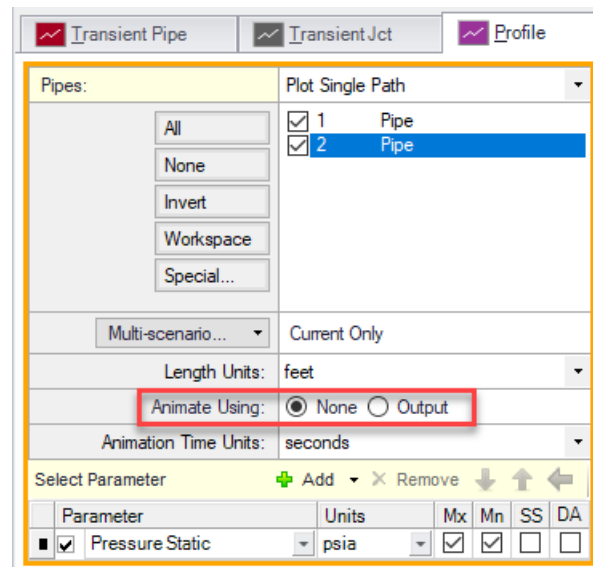 Transient Pipe Transient Jct Profile
Pipes: Plot Single Path
All
1 Pipe
2 Pipe
None
Invert
Workspace
Special...
Multi-scenario... Current Only
Length Units: feet
Animate Using: None Output
Animation Time Units: seconds
Select Parameter Add Remove
Parameter Units Mx Mn SS DA
Pressure Static psia